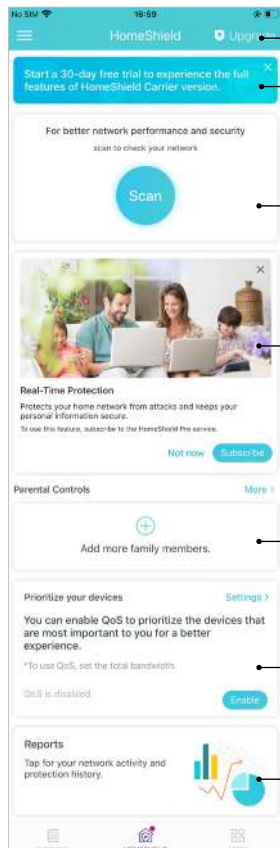 No SIM 16:59
HomeShield Upgrade
Start a 30-day free trial to experience the full
features of HomeShield Carrier version.
For better network performance and security
scan to check your network
Scan
Real-Time Protection
Protects your home network from attacks and keeps your
personal information secure.
To use this feature, subscribe to the HomeShield Pro service.
Not now Subscribe
Parental Controls More >
Add more family members.
Prioritize your devices Settings >
You can enable QoS to prioritize the devices that
are most important to you for a better
experience.
*To use QoS, set the total bandwidth.
QoS is disabled. Enable
Reports
Tap for your network activity and
protection history.